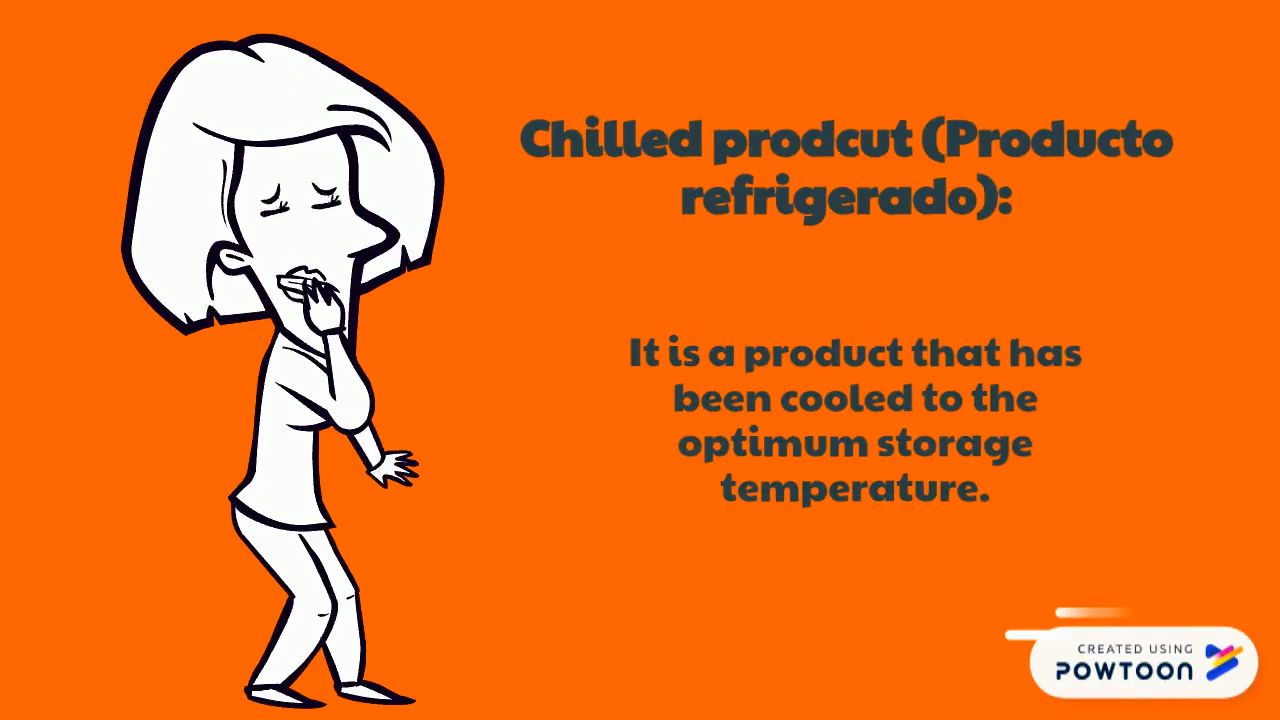 Chilled prodcut (Producto
refrigerado):
It is a product that has
been cooled to the
optimum storage
temperature.
CREATED USING
POWTOON